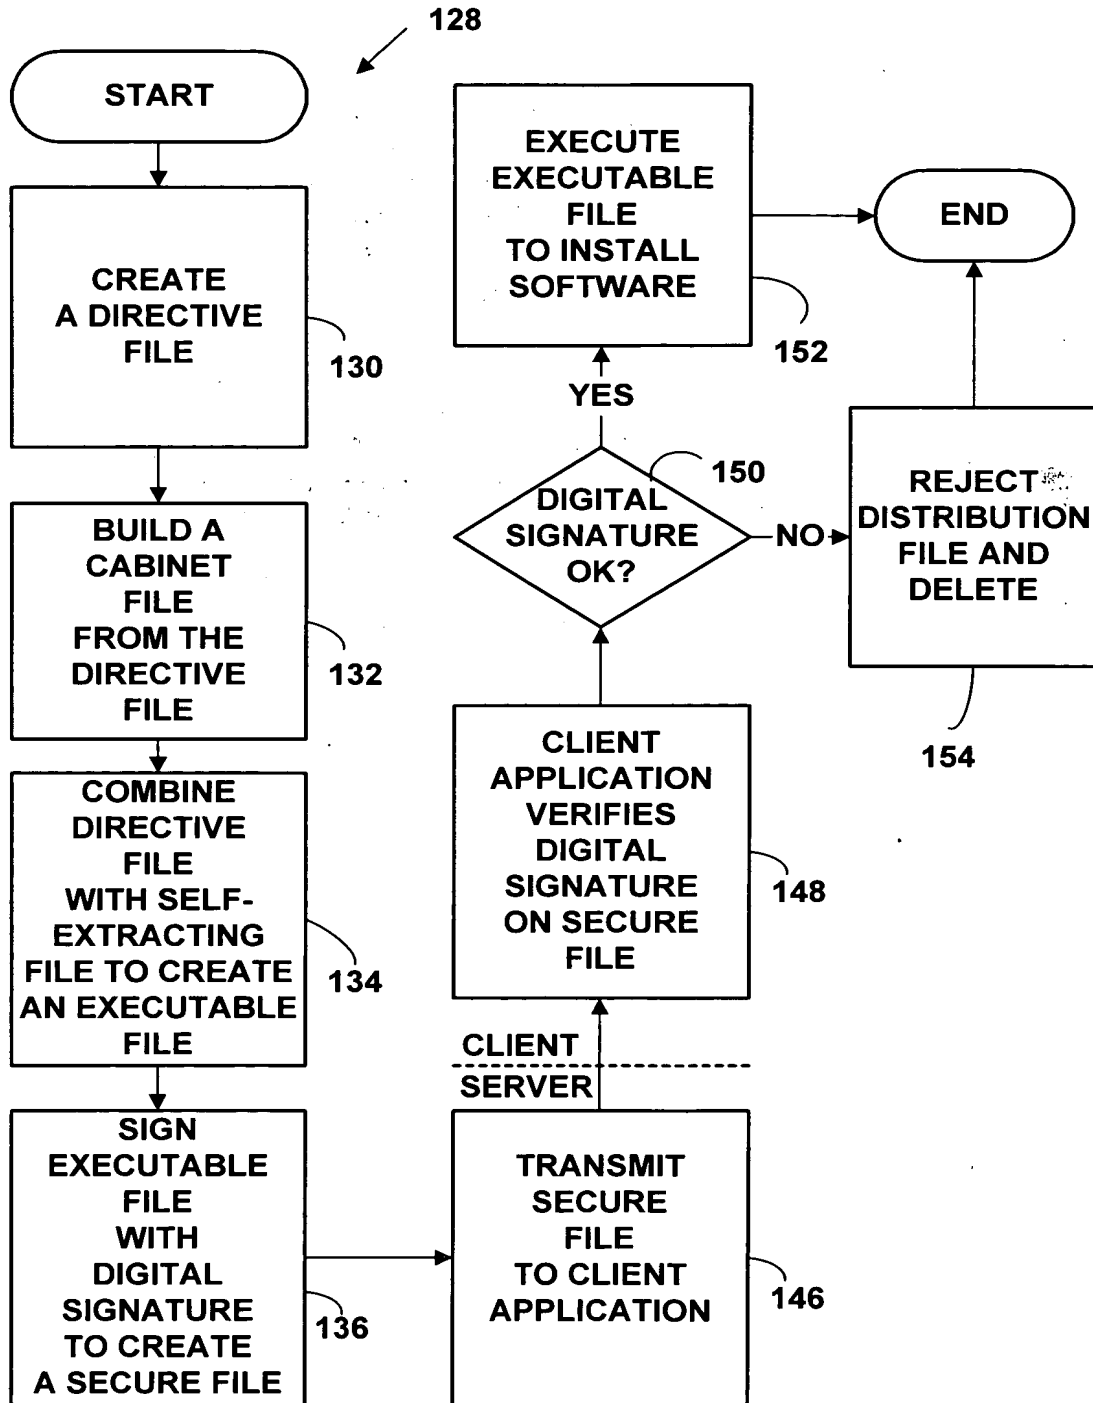 128
START
CREATE
A DIRECTIVE
FILE
130
BUILD A
CABINET
FILE
FROM THE
DIRECTIVE
FILE
132
COMBINE
DIRECTIVE
FILE
WITH SELF-
EXTRACTING
FILE TO CREATE
AN EXECUTABLE
FILE
134
SIGN
EXECUTABLE
FILE
WITH
DIGITAL
SIGNATURE
TO CREATE
A SECURE FILE
136
TRANSMIT
SECURE
FILE
TO CLIENT
APPLICATION
146
SERVER
CLIENT
CLIENT
APPLICATION
VERIFIES
DIGITAL
SIGNATURE
ON SECURE
FILE
148
DIGITAL
SIGNATURE
OK?
150
YES
EXECUTE
EXECUTABLE
FILE
TO INSTALL
SOFTWARE
152
NO
REJECT
DISTRIBUTION
FILE AND
DELETE
154
END